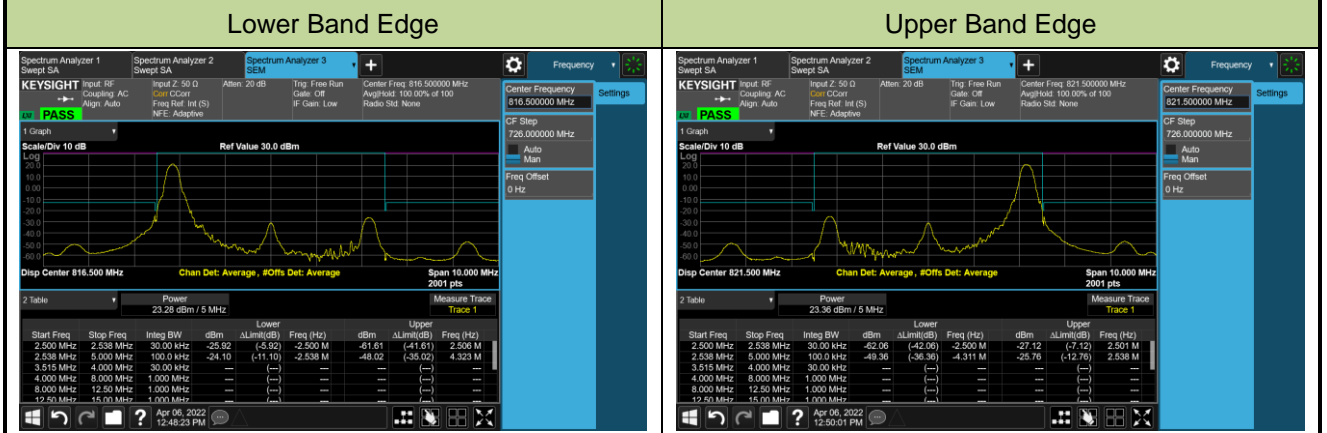 Lower Band Edge
Upper Band Edge
Spectrum Analyzer 1
Swept SA
Spectrum Analyzer 2
Swept SA
Spectrum Analyzer 3
SEM
+
Frequency
KEYSIGHT
Input: RF
Coupling: AC
Align: Auto
Input Z: 50 Ω
Corr CCorr
Freq Ref: Int (S)
NFE: Adaptive
Atten: 20 dB
Trig: Free Run
Gate: Off
IF Gain: Low
Center Freq: 816.500000 MHz
Avg|Hold: 100.00% of 100
Radio Std: None
PASS
Center Frequency
816.500000 MHz
Settings
CF Step
726.000000 MHz
Auto
Man
Freq Offset
0 Hz
1 Graph
Scale/Div 10 dB
Ref Value 30.0 dBm
Log
20.0
10.0
0.00
-10.0
-20.0
-30.0
-40.0
-50.0
-60.0
Disp Center 816.500 MHz
Chan Det: Average, #Offs Det: Average
Span 10.000 MHz
2001 pts
2 Table
Power
23.28 dBm / 5 MHz
Measure Trace
Trace 1
Lower Upper
Start Freq Stop Freq Integ BW dBm ΔLimit(dB) Freq (Hz) dBm ΔLimit(dB) Freq (Hz)
2.500 MHz 2.538 MHz 30.00 kHz -25.92 (-5.92) -2.500 M -61.61 (-41.61) 2.506 M
2.538 MHz 5.000 MHz 100.0 kHz -24.10 (-11.10) -2.538 M -48.02 (-35.02) 4.323 M
3.515 MHz 4.000 MHz 30.00 kHz --- (---) --- --- (---) ---
4.000 MHz 8.000 MHz 1.000 MHz --- (---) --- --- (---) ---
8.000 MHz 12.50 MHz 1.000 MHz --- (---) --- --- (---) ---
12.50 MHz 15.00 MHz 1.000 MHz --- (---) --- --- (---) ---
?
Apr 06, 2022
12:48:23 PM
Spectrum Analyzer 1
Swept SA
Spectrum Analyzer 2
Swept SA
Spectrum Analyzer 3
SEM
+
Frequency
KEYSIGHT
Input: RF
Coupling: AC
Align: Auto
Input Z: 50 Ω
Corr CCorr
Freq Ref: Int (S)
NFE: Adaptive
Atten: 20 dB
Trig: Free Run
Gate: Off
IF Gain: Low
Center Freq: 821.500000 MHz
Avg|Hold: 100.00% of 100
Radio Std: None
PASS
Center Frequency
821.500000 MHz
Settings
CF Step
726.000000 MHz
Auto
Man
Freq Offset
0 Hz
1 Graph
Scale/Div 10 dB
Ref Value 30.0 dBm
Log
20.0
10.0
0.00
-10.0
-20.0
-30.0
-40.0
-50.0
-60.0
Disp Center 821.500 MHz
Chan Det: Average, #Offs Det: Average
Span 10.000 MHz
2001 pts
2 Table
Power
23.36 dBm / 5 MHz
Measure Trace
Trace 1
Lower Upper
Start Freq Stop Freq Integ BW dBm ΔLimit(dB) Freq (Hz) dBm ΔLimit(dB) Freq (Hz)
2.500 MHz 2.538 MHz 30.00 kHz -62.06 (-42.06) -2.500 M -27.12 (-7.12) 2.501 M
2.538 MHz 5.000 MHz 100.0 kHz -49.36 (-36.36) -4.311 M -25.76 (-12.76) 2.538 M
3.515 MHz 4.000 MHz 30.00 kHz --- (---) --- --- (---) ---
4.000 MHz 8.000 MHz 1.000 MHz --- (---) --- --- (---) ---
8.000 MHz 12.50 MHz 1.000 MHz --- (---) --- --- (---) ---
12.50 MHz 15.00 MHz 1.000 MHz --- (---) --- --- (---) ---
?
Apr 06, 2022
12:50:01 PM